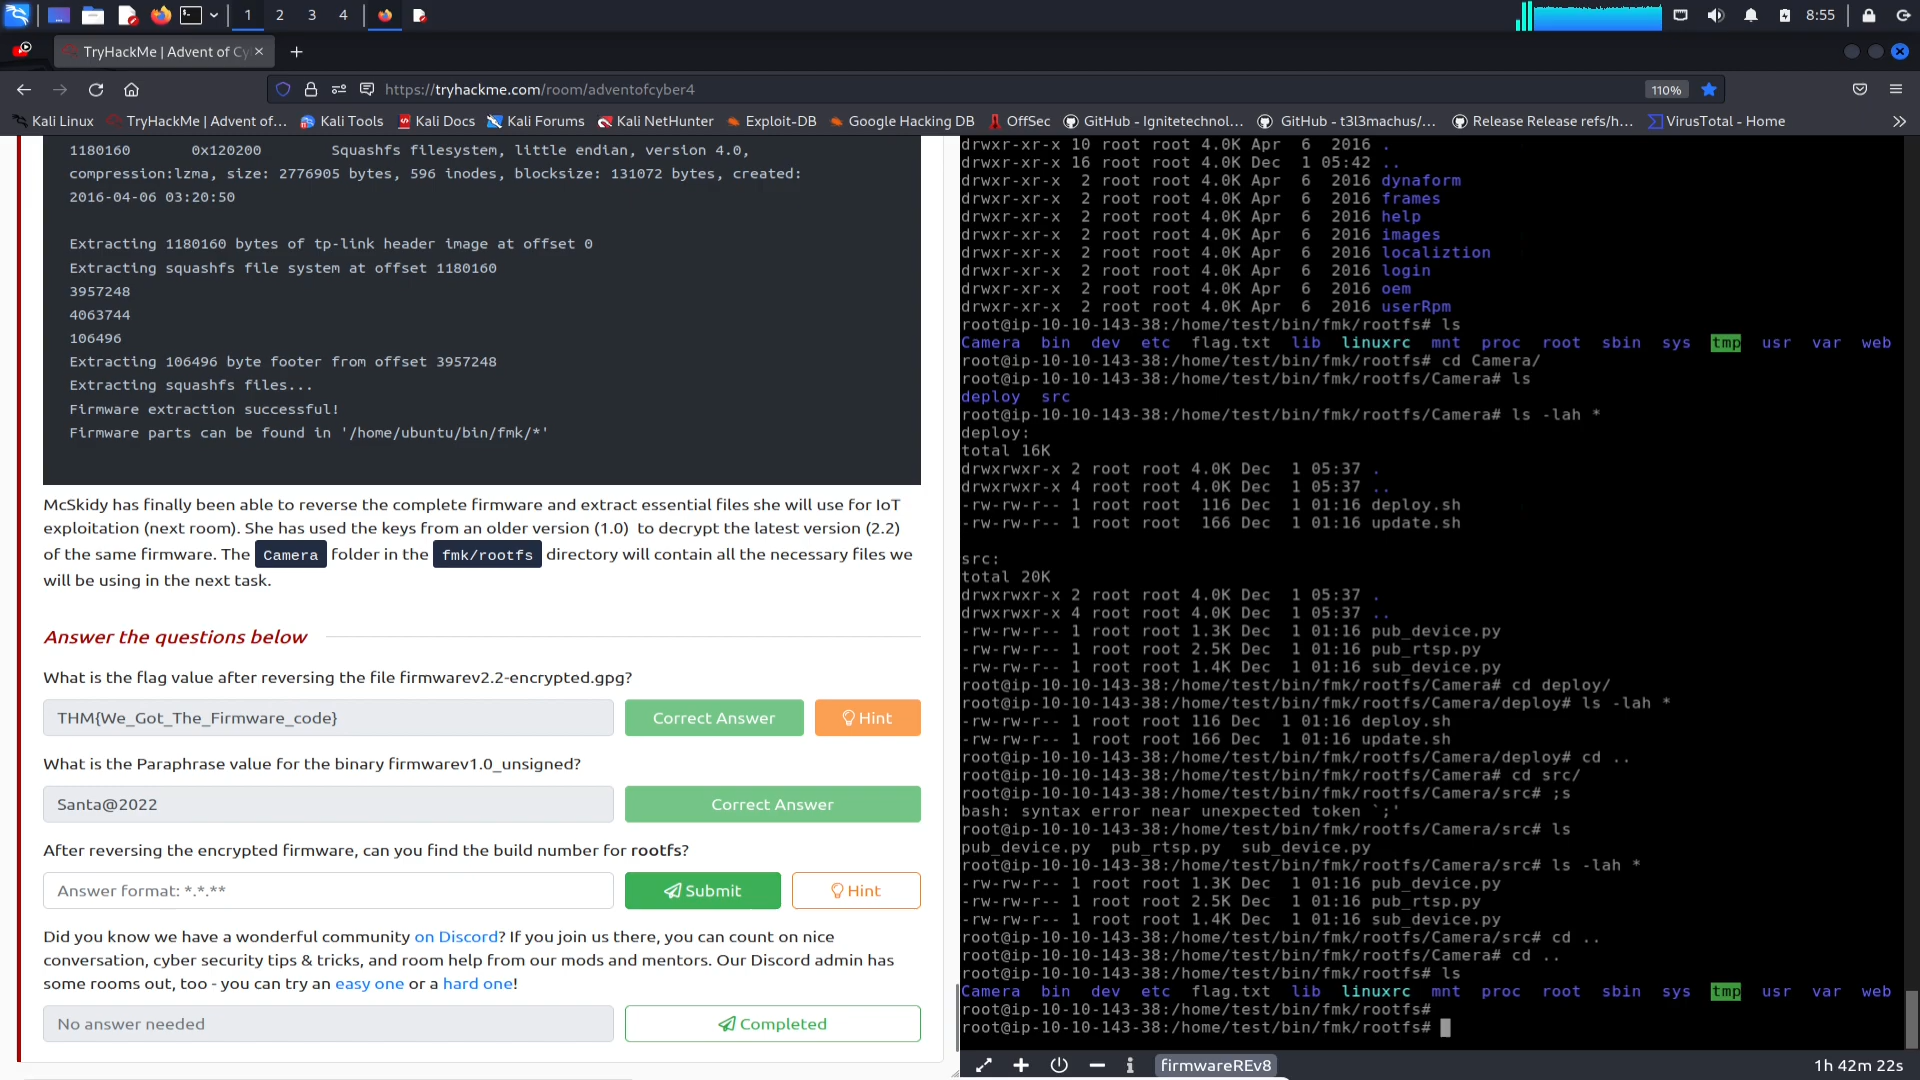 1
2
3
4
8:55
TryHackMe | Advent of Cy
https://tryhackme.com/room/adventofcyber4
110%
Kali Linux
TryHackMe | Advent of...
Kali Tools
Kali Docs
Kali Forums
Kali NetHunter
Exploit-DB
Google Hacking DB
OffSec
GitHub - Ignitetechnol...
GitHub - t3l3machus/...
Release Release refs/h...
VirusTotal - Home
1180160 0x120200 Squashfs filesystem, little endian, version 4.0,
compression:lzma, size: 2776905 bytes, 596 inodes, blocksize: 131072 bytes, created:
2016-04-06 03:20:50
Extracting 1180160 bytes of tp-link header image at offset 0
Extracting squashfs file system at offset 1180160
3957248
4063744
106496
Extracting 106496 byte footer from offset 3957248
Extracting squashfs files...
Firmware extraction successful!
Firmware parts can be found in '/home/ubuntu/bin/fmk/*'
McSkidy has finally been able to reverse the complete firmware and extract essential files she will use for IoT
exploitation (next room). She has used the keys from an older version (1.0) to decrypt the latest version (2.2)
of the same firmware. The Camera folder in the fmk/rootfs directory will contain all the necessary files we
will be using in the next task.
Answer the questions below
What is the flag value after reversing the file firmwarev2.2-encrypted.gpg?
THM{We_Got_The_Firmware_code}
Correct Answer
Hint
What is the Paraphrase value for the binary firmwarev1.0_unsigned?
Santa@2022
Correct Answer
After reversing the encrypted firmware, can you find the build number for rootfs?
Answer format: *.*.**
Submit
Hint
Did you know we have a wonderful community on Discord? If you join us there, you can count on nice
conversation, cyber security tips & tricks, and room help from our mods and mentors. Our Discord admin has
some rooms out, too - you can try an easy one or a hard one!
No answer needed
Completed
drwxr-xr-x 10 root root 4.0K Apr 6 2016 .
drwxr-xr-x 16 root root 4.0K Dec 1 05:42 ..
drwxr-xr-x 2 root root 4.0K Apr 6 2016 dynaform
drwxr-xr-x 2 root root 4.0K Apr 6 2016 frames
drwxr-xr-x 2 root root 4.0K Apr 6 2016 help
drwxr-xr-x 2 root root 4.0K Apr 6 2016 images
drwxr-xr-x 2 root root 4.0K Apr 6 2016 localiztion
drwxr-xr-x 2 root root 4.0K Apr 6 2016 login
drwxr-xr-x 2 root root 4.0K Apr 6 2016 oem
drwxr-xr-x 2 root root 4.0K Apr 6 2016 userRpm
root@ip-10-10-143-38:/home/test/bin/fmk/rootfs# ls
Camera bin dev etc flag.txt lib linuxrc mnt proc root sbin sys tmp usr var web
root@ip-10-10-143-38:/home/test/bin/fmk/rootfs# cd Camera/
root@ip-10-10-143-38:/home/test/bin/fmk/rootfs/Camera# ls
deploy src
root@ip-10-10-143-38:/home/test/bin/fmk/rootfs/Camera# ls -lah *
deploy:
total 16K
drwxrwxr-x 2 root root 4.0K Dec 1 05:37 .
drwxrwxr-x 4 root root 4.0K Dec 1 05:37 ..
-rw-rw-r-- 1 root root 116 Dec 1 01:16 deploy.sh
-rw-rw-r-- 1 root root 166 Dec 1 01:16 update.sh
src:
total 20K
drwxrwxr-x 2 root root 4.0K Dec 1 05:37 .
drwxrwxr-x 4 root root 4.0K Dec 1 05:37 ..
-rw-rw-r-- 1 root root 1.3K Dec 1 01:16 pub_device.py
-rw-rw-r-- 1 root root 2.5K Dec 1 01:16 pub_rtsp.py
-rw-rw-r-- 1 root root 1.4K Dec 1 01:16 sub_device.py
root@ip-10-10-143-38:/home/test/bin/fmk/rootfs/Camera# cd deploy/
root@ip-10-10-143-38:/home/test/bin/fmk/rootfs/Camera/deploy# ls -lah *
-rw-rw-r-- 1 root root 116 Dec 1 01:16 deploy.sh
-rw-rw-r-- 1 root root 166 Dec 1 01:16 update.sh
root@ip-10-10-143-38:/home/test/bin/fmk/rootfs/Camera/deploy# cd ..
root@ip-10-10-143-38:/home/test/bin/fmk/rootfs/Camera# cd src/
root@ip-10-10-143-38:/home/test/bin/fmk/rootfs/Camera/src# ;s
bash: syntax error near unexpected token `;'
root@ip-10-10-143-38:/home/test/bin/fmk/rootfs/Camera/src# ls
pub_device.py pub_rtsp.py sub_device.py
root@ip-10-10-143-38:/home/test/bin/fmk/rootfs/Camera/src# ls -lah *
-rw-rw-r-- 1 root root 1.3K Dec 1 01:16 pub_device.py
-rw-rw-r-- 1 root root 2.5K Dec 1 01:16 pub_rtsp.py
-rw-rw-r-- 1 root root 1.4K Dec 1 01:16 sub_device.py
root@ip-10-10-143-38:/home/test/bin/fmk/rootfs/Camera/src# cd ..
root@ip-10-10-143-38:/home/test/bin/fmk/rootfs/Camera# cd ..
root@ip-10-10-143-38:/home/test/bin/fmk/rootfs# ls
Camera bin dev etc flag.txt lib linuxrc mnt proc root sbin sys tmp usr var web
root@ip-10-10-143-38:/home/test/bin/fmk/rootfs#
root@ip-10-10-143-38:/home/test/bin/fmk/rootfs#
firmwareREv8
1h 42m 22s